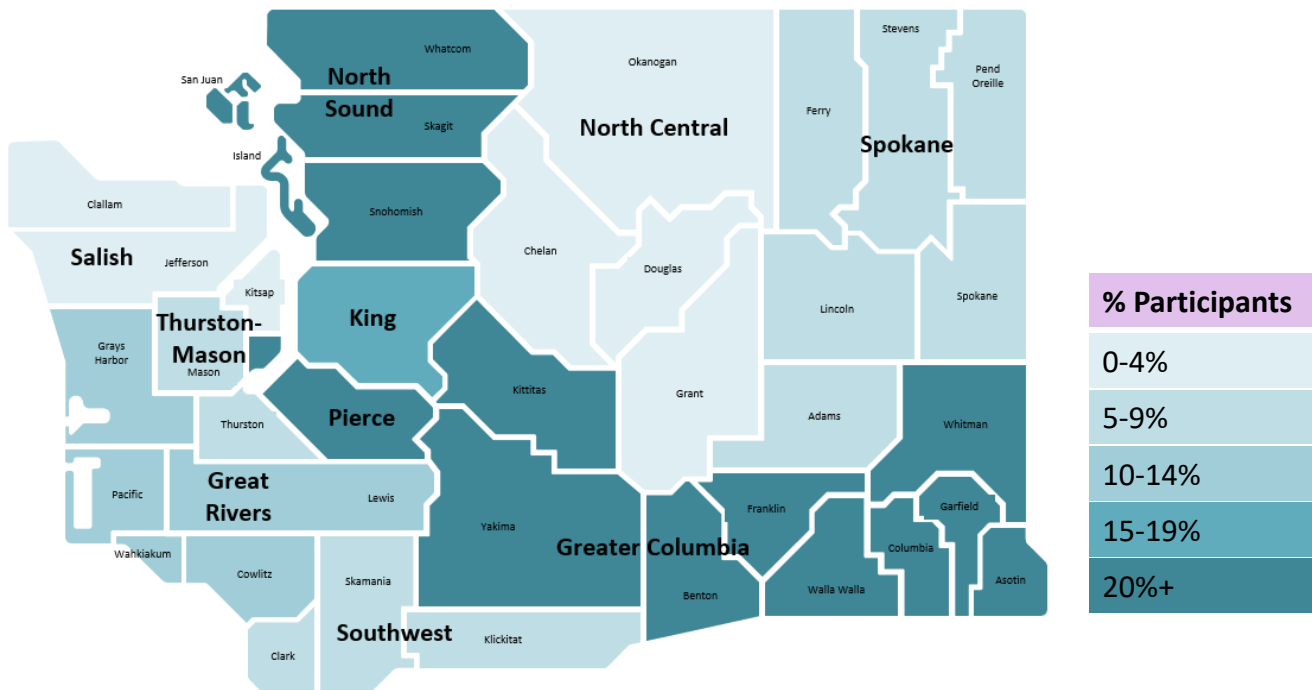 Whatcom
San Juan
North
Sound
Skagit
Island
Snohomish
Okanogan
North Central
Chelan
Douglas
Grant
Stevens
Pend
Oreille
Ferry
Spokane
Lincoln
Spokane
Adams
Clallam
Salish
Jefferson
Kitsap
Thurston-
Mason
Mason
Grays
Harbor
Thurston
King
Pierce
Kittitas
Great
Rivers
Pacific
Lewis
Wahkiakum
Cowlitz
Yakima
Greater Columbia
Franklin
Benton
Walla Walla
Columbia
Garfield
Whitman
Asotin
Skamania
Southwest
Klickitat
Clark
% Participants
0-4%
5-9%
10-14%
15-19%
20%+